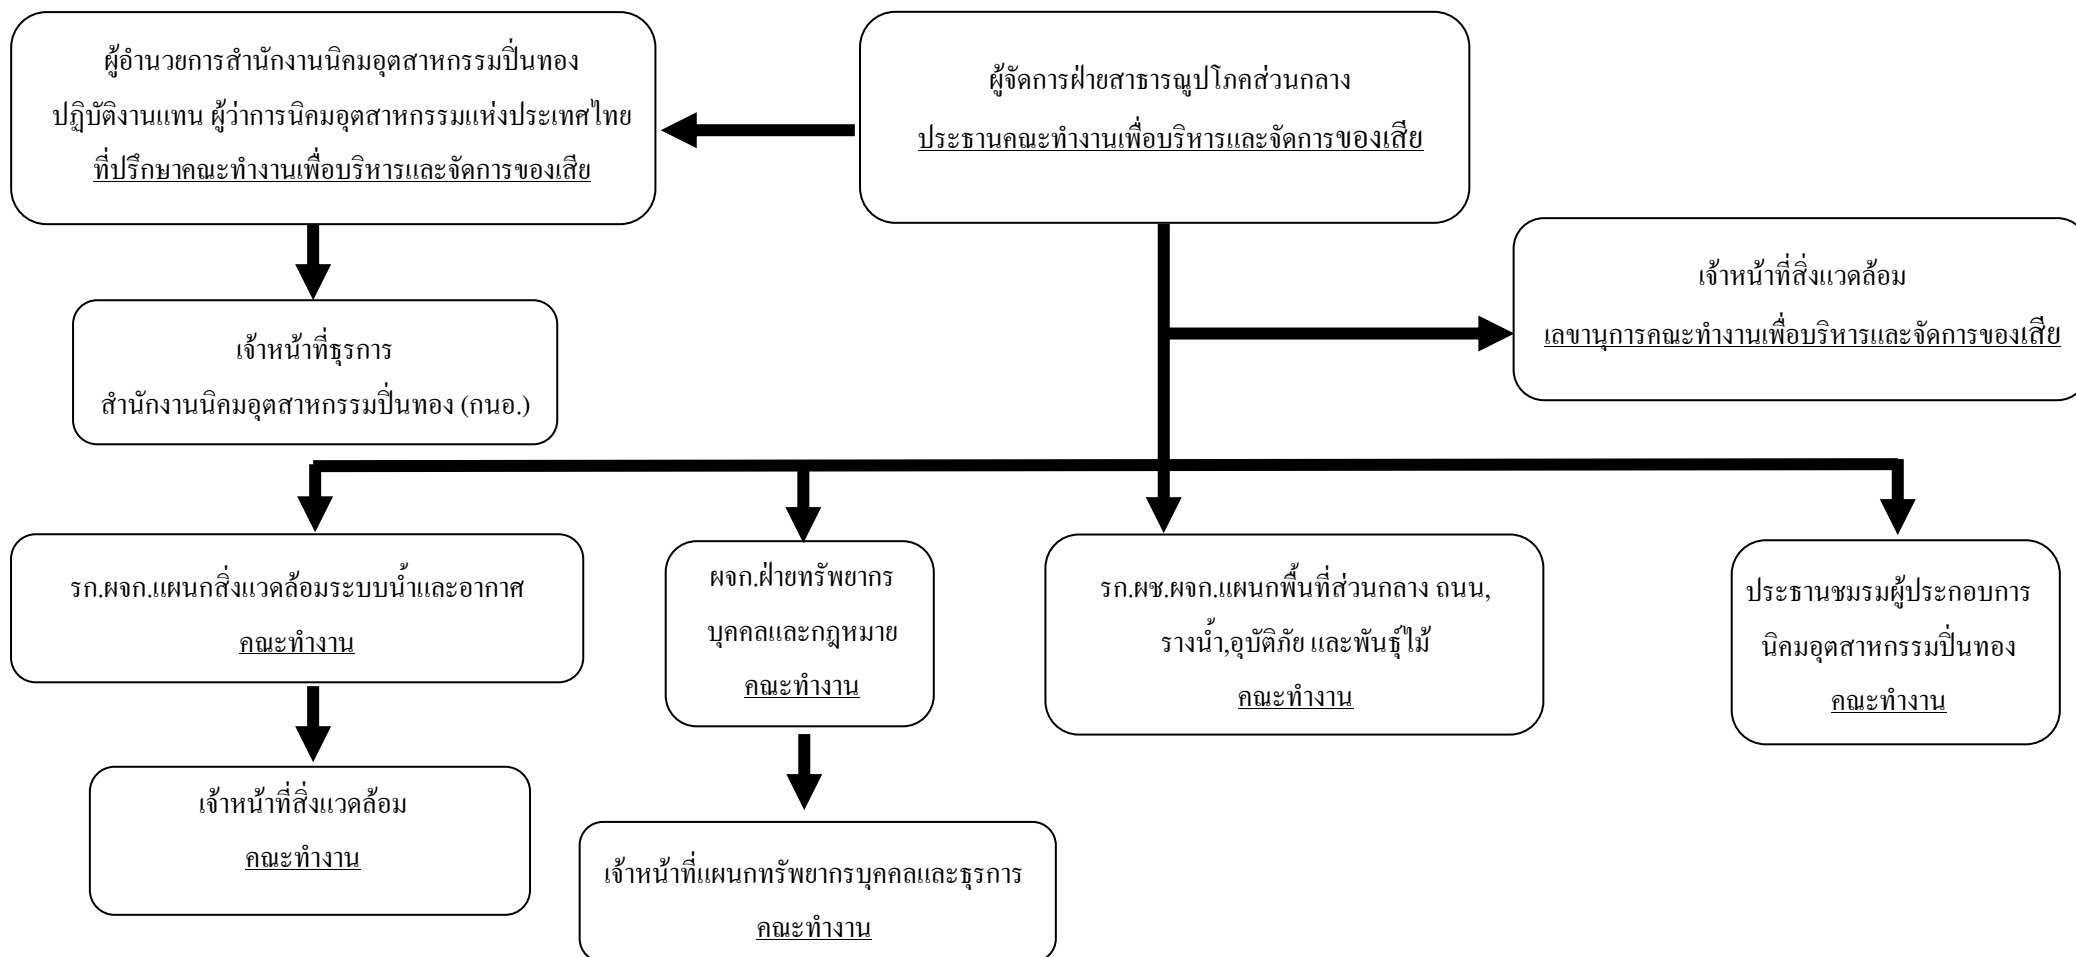 ผู้อำนวยการสำนักงานนิคมอุตสาหกรรมปิ่นทอง
ปฏิบัติงานแทน ผู้ว่าการนิคมอุตสาหกรรมแห่งประเทศไทย
ที่ปรึกษาคณะทำงานเพื่อบริหารและจัดการของเสีย
ผู้จัดการฝ่ายสาธารณูปโภคส่วนกลาง
ประธานคณะทำงานเพื่อบริหารและจัดการของเสีย
เจ้าหน้าที่สิ่งแวดล้อม
เลขานุการคณะทำงานเพื่อบริหารและจัดการของเสีย
เจ้าหน้าที่ธุรการ
สำนักงานนิคมอุตสาหกรรมปิ่นทอง (กนอ.)
รก.ผจก.แผนกสิ่งแวดล้อมระบบน้ำและอากาศ
คณะทำงาน
ผจก.ฝ่ายทรัพยากร
บุคคลและกฎหมาย
คณะทำงาน
รก.ผช.ผจก.แผนกพื้นที่ส่วนกลาง ถนน,
รางน้ำ,อุบัติภัย และพันธุ์ไม้
คณะทำงาน
ประธานชมรมผู้ประกอบการ
นิคมอุตสาหกรรมปิ่นทอง
คณะทำงาน
เจ้าหน้าที่สิ่งแวดล้อม
คณะทำงาน
เจ้าหน้าที่แผนกทรัพยากรบุคคลและธุรการ
คณะทำงาน